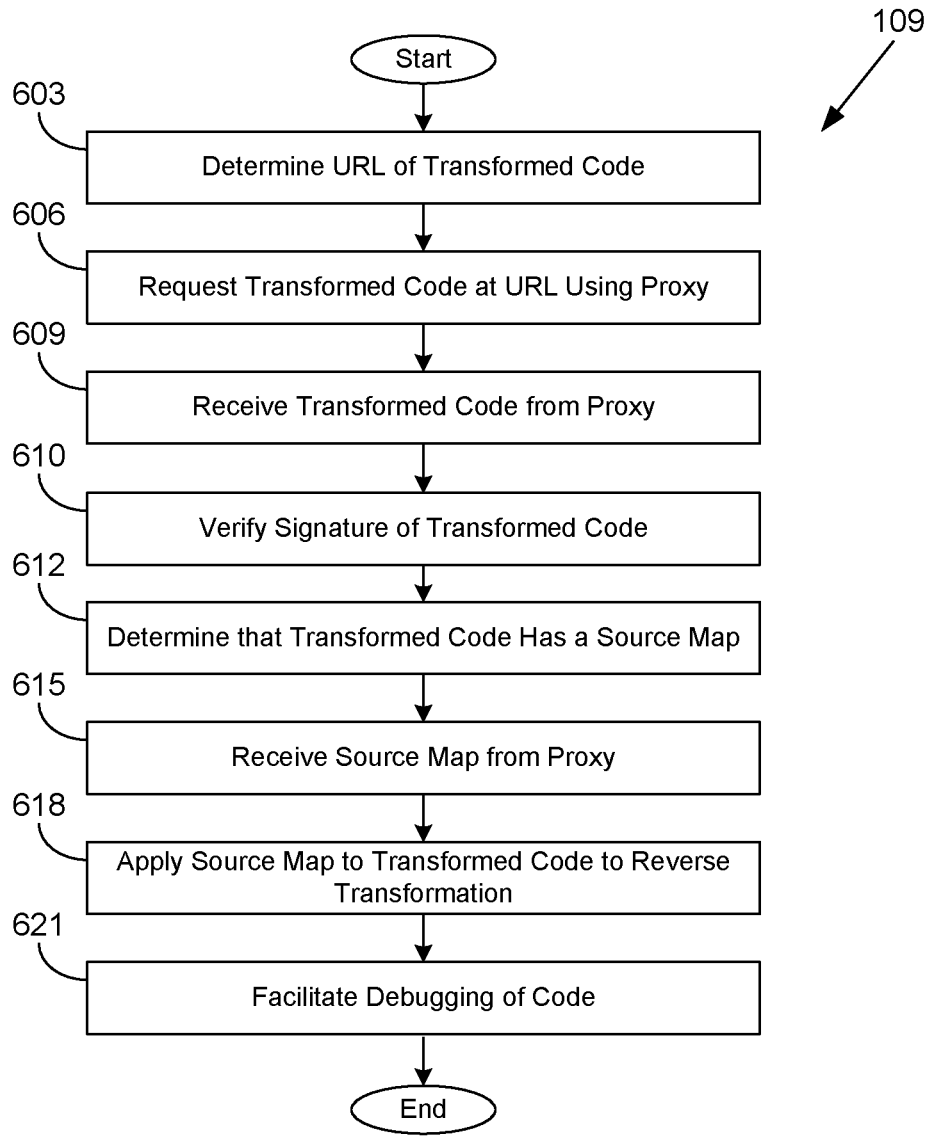 109
Start
603
Determine URL of Transformed Code
606
Request Transformed Code at URL Using Proxy
609
Receive Transformed Code from Proxy
610
Verify Signature of Transformed Code
612
Determine that Transformed Code Has a Source Map
615
Receive Source Map from Proxy
618
Apply Source Map to Transformed Code to Reverse
Transformation
621
Facilitate Debugging of Code
End